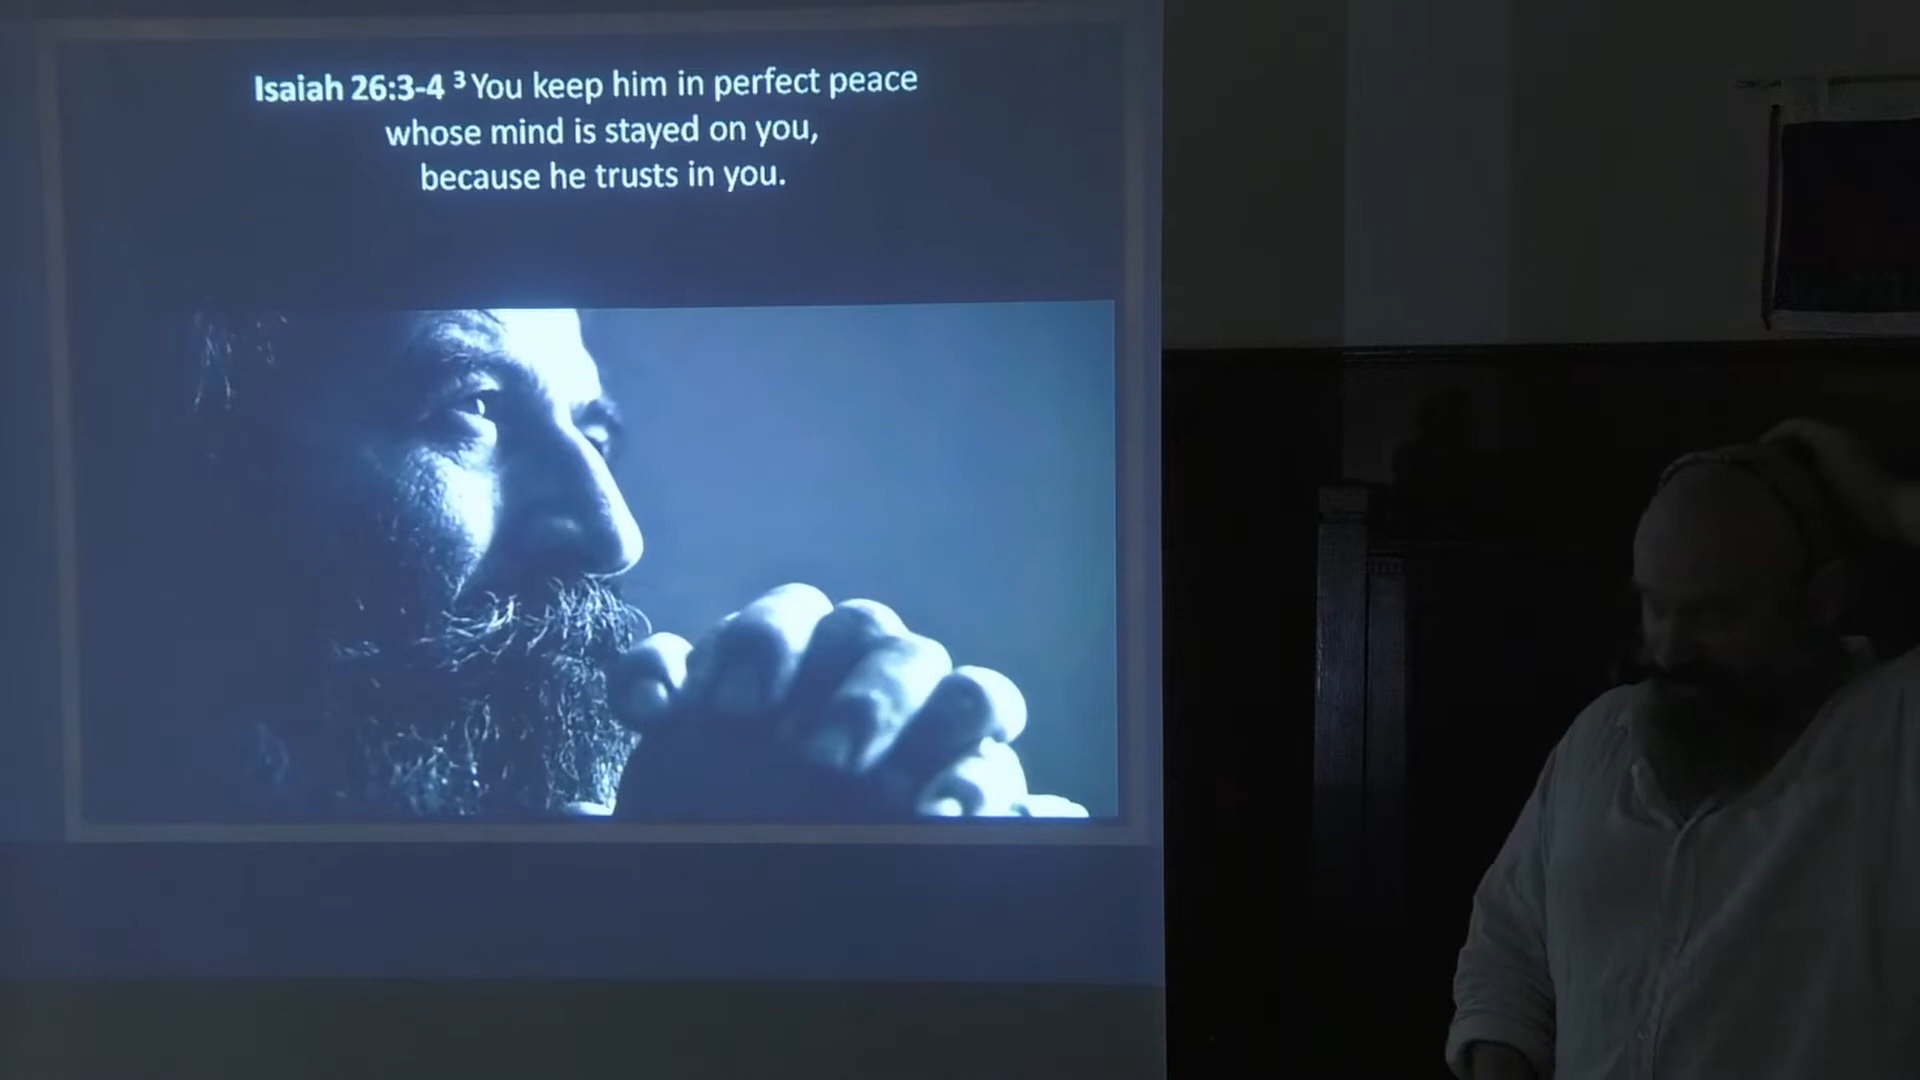 Isaiah 26:3-4 ³ You keep him in perfect peace
whose mind is stayed on you,
because he trusts in you.